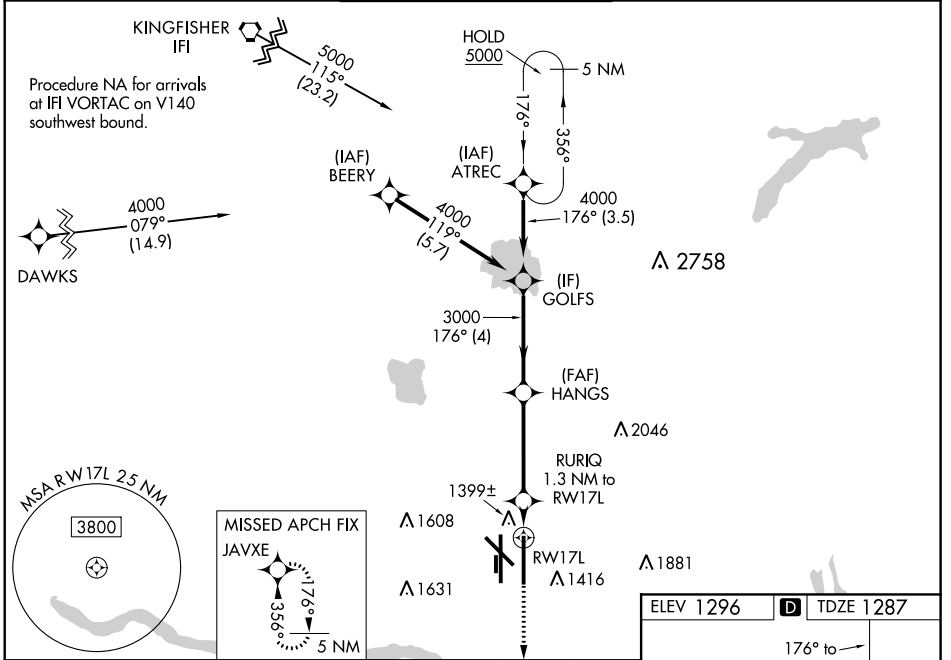 KINGFISHER
IFI
5000
115°
(23.2)
HOLD
5000
5 NM
Procedure NA for arrivals
at IFI VORTAC on V140
southwest bound.
176°
356°
(IAF)
BEERY
(IAF)
ATREC
4000
119°
(5.7)
4000
176° (3.5)
4000
079°
(14.9)
DAWKS
2758
(IF)
GOLFS
3000
176° (4)
(FAF)
HANGS
2046
RURIQ
1.3 NM to
RW17L
1399±
MSA RW17L 25 NM
3800
MISSED APCH FIX
JAVXE
176°
356°
5 NM
1608
RW17L
1416
1881
1631
ELEV 1296
D
TDZE 1287
176° to